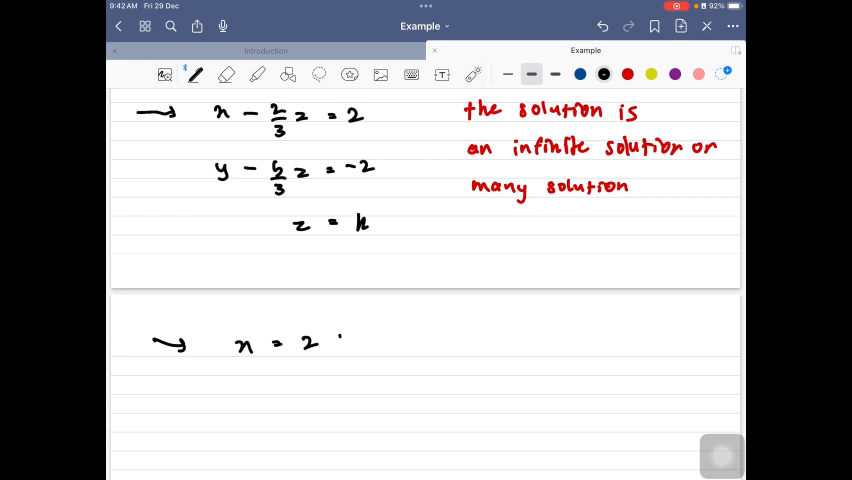 9:42 AM Fri 29 Dec
92%
Example
Introduction
Example
→ x - 2/3 z = 2
the solution is
an infinite solution or
y - 5/3 z = -2
many solution
z = k
→ x = 2